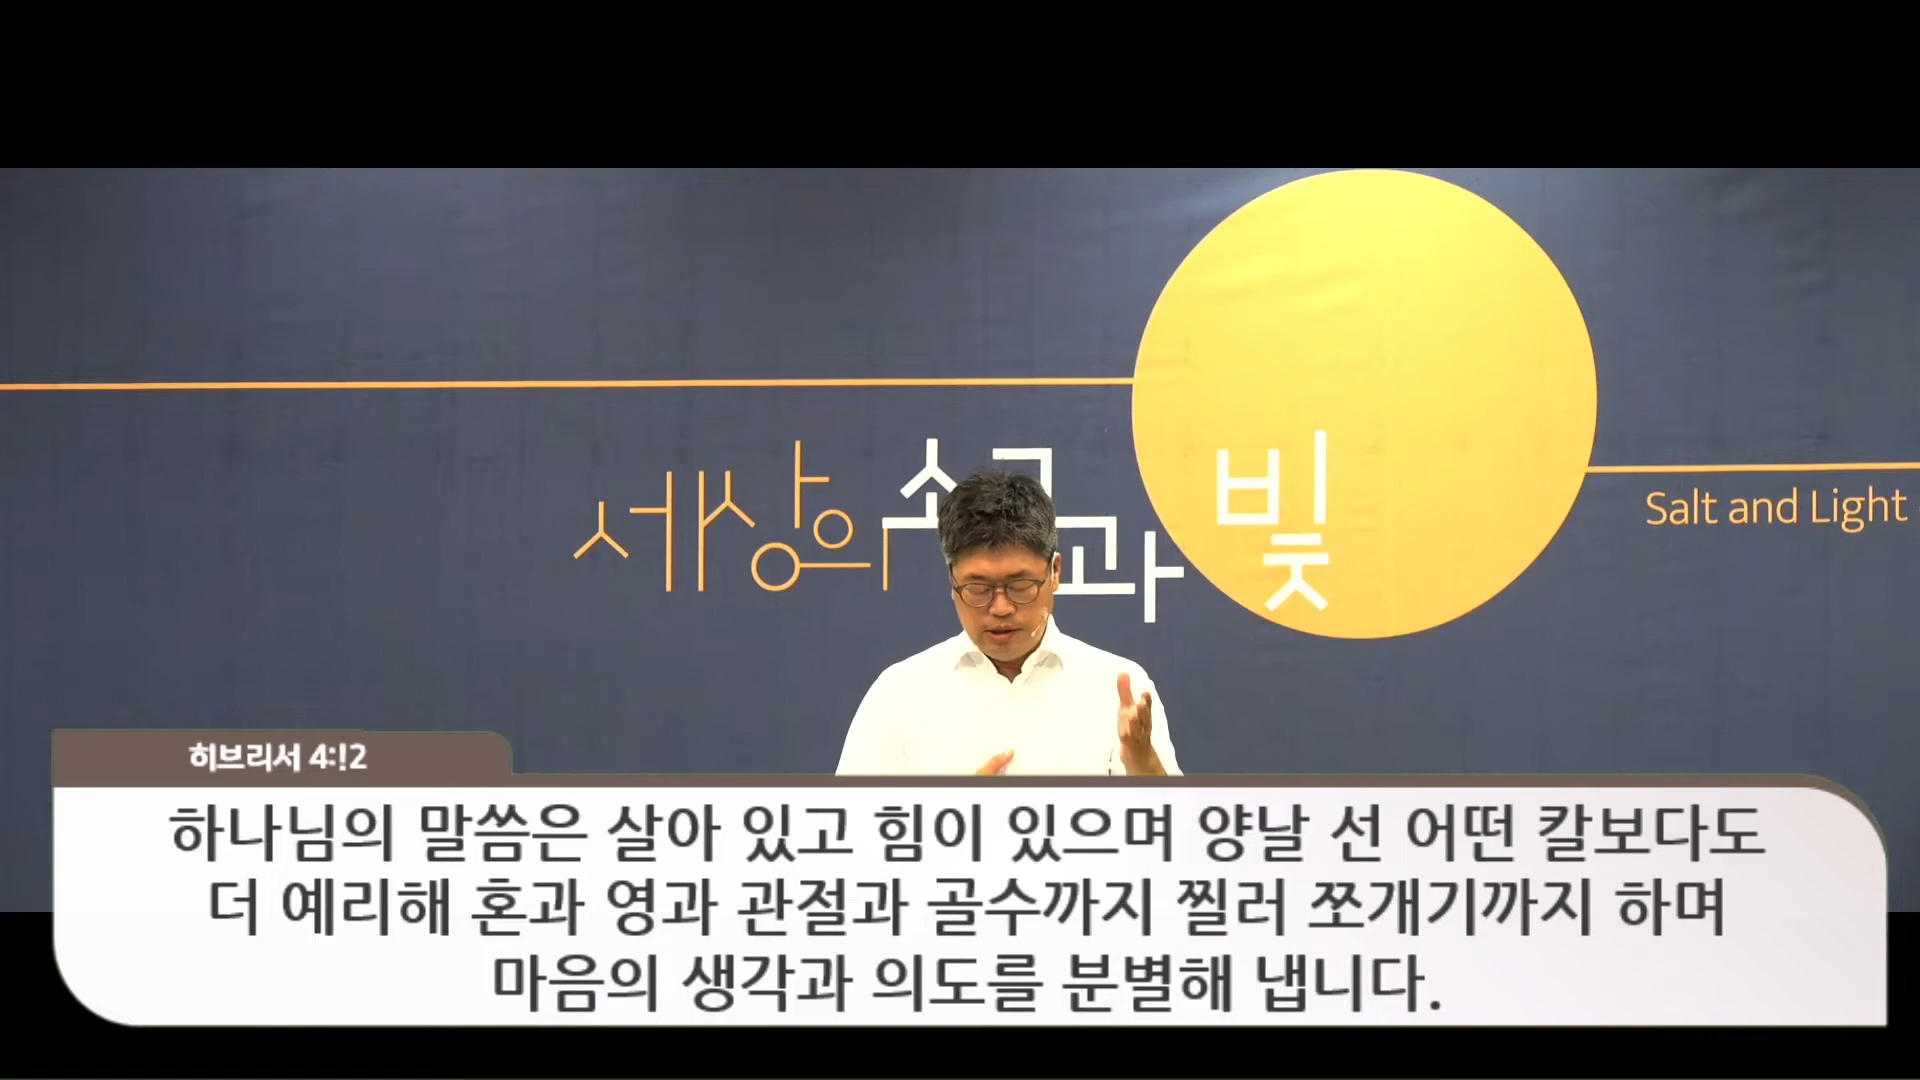 세상의 소금과 빛
Salt and Light
히브리서 4:!2
하나님의 말씀은 살아 있고 힘이 있으며 양날 선 어떤 칼보다도
더 예리해 혼과 영과 관절과 골수까지 찔러 쪼개기까지 하며
마음의 생각과 의도를 분별해 냅니다.